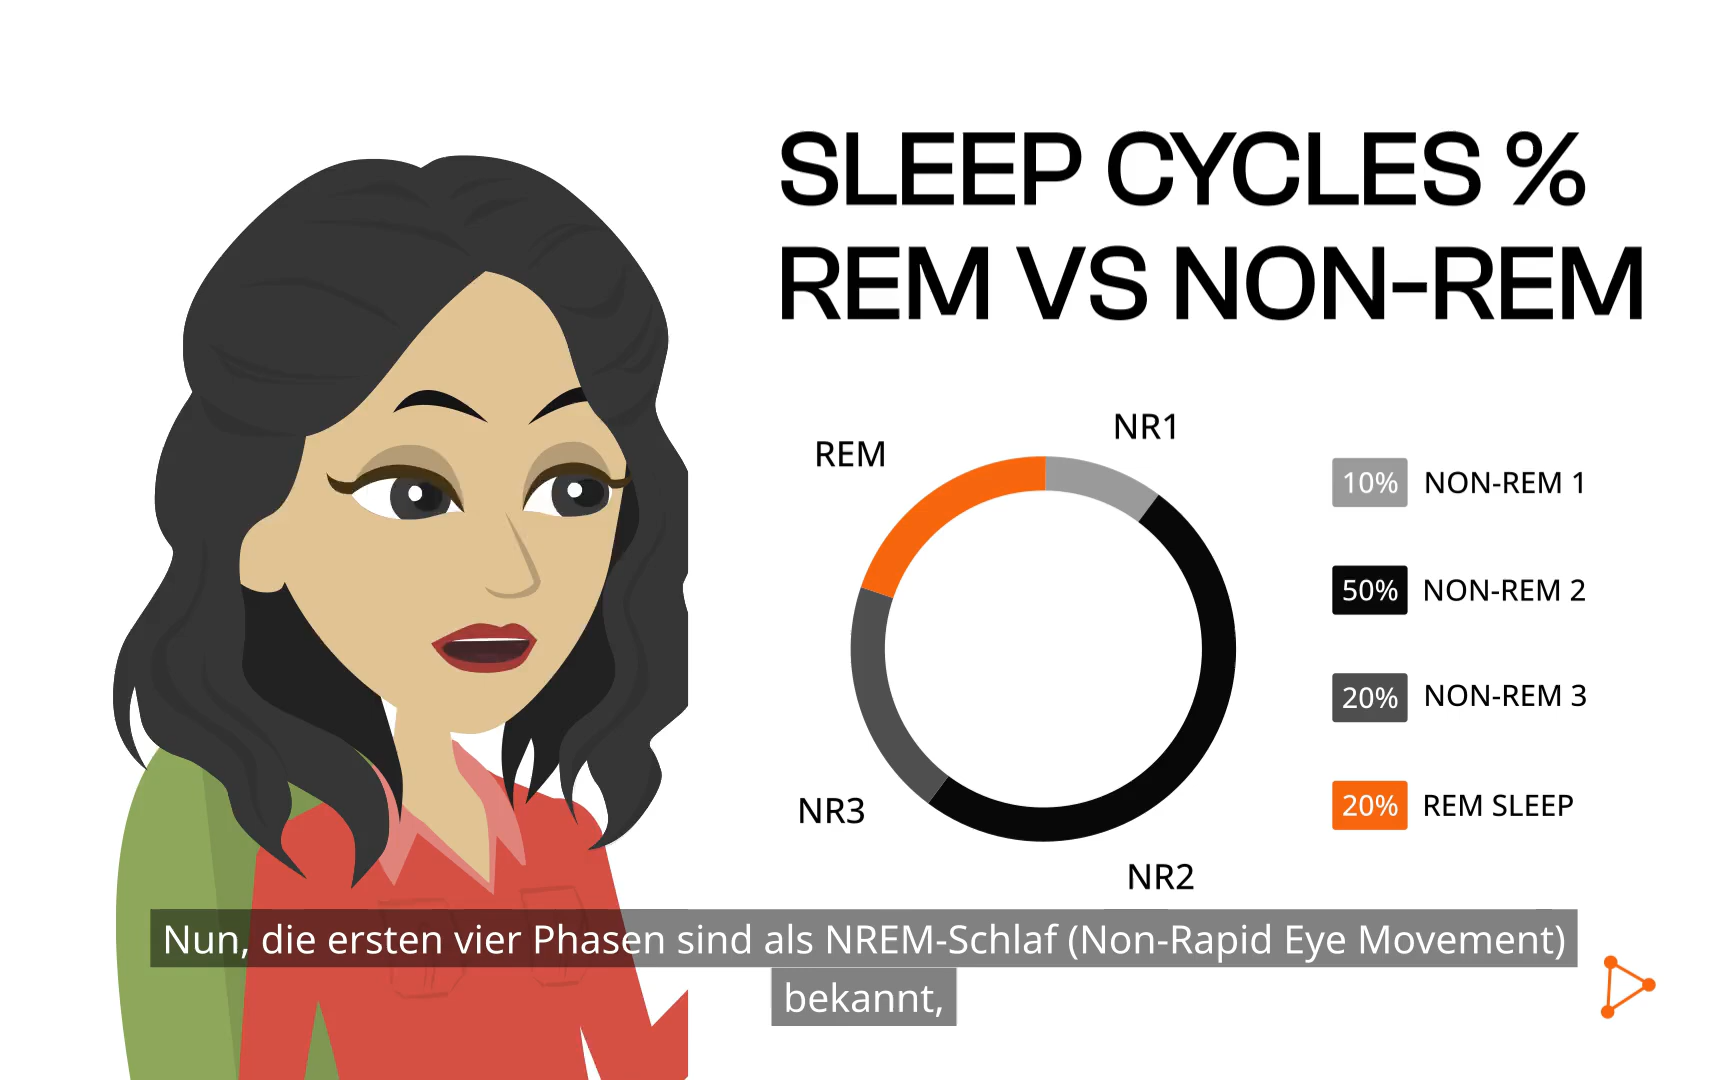 SLEEP CYCLES %
REM VS NON-REM
NR1
REM
10% NON-REM 1
50% NON-REM 2
20% NON-REM 3
20% REM SLEEP
NR3
NR2
Nun, die ersten vier Phasen sind als NREM-Schlaf (Non-Rapid Eye Movement)
bekannt,